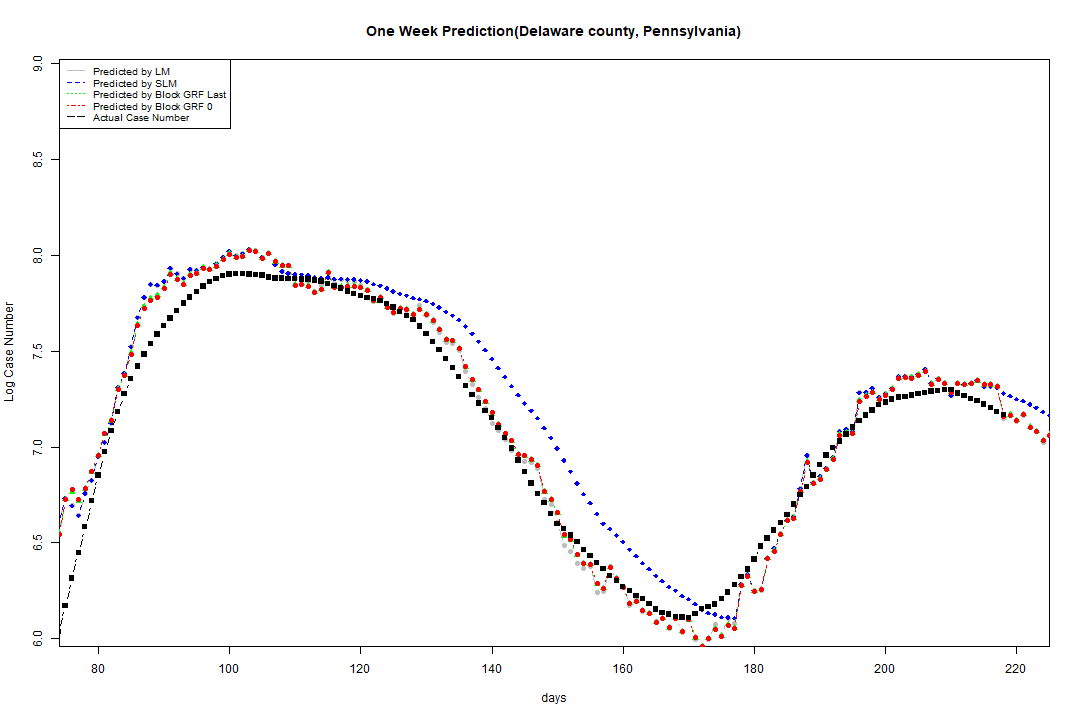 One Week Prediction(Delaware county, Pennsylvania)
Predicted by LM
Predicted by SLM
Predicted by Block GRF Last
Predicted by Block GRF 0
Actual Case Number
9.0
8.5
8.0
7.5
7.0
6.5
6.0
Log Case Number
80 100 120 140 160 180 200 220
days